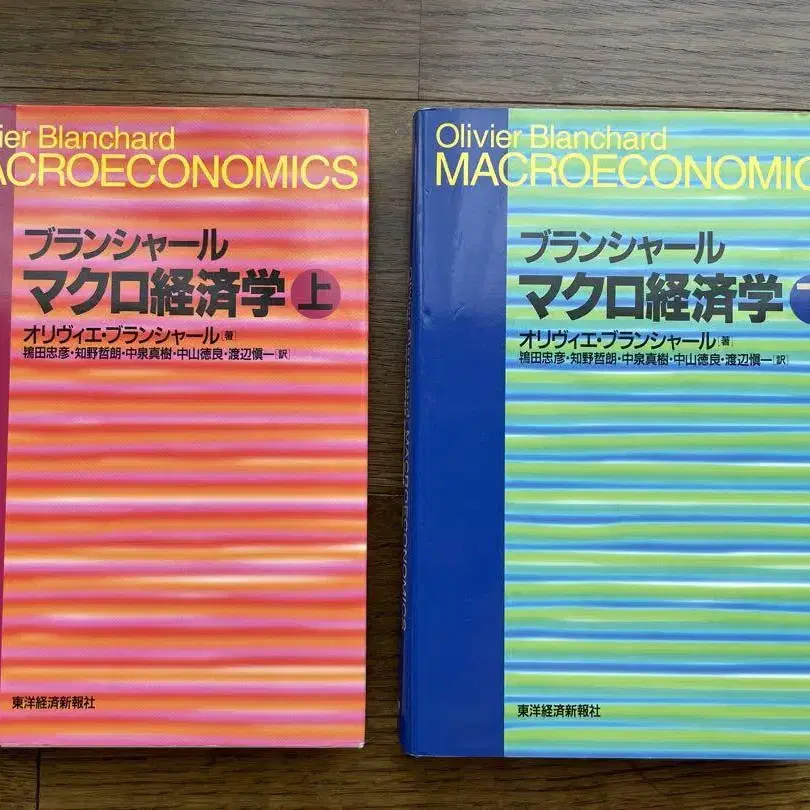 ier Blanchard
ACROECONOMICS
ブランシャール
マクロ経済学 上
オリヴィエ・ブランシャール[著]
鴇田忠彦・知野哲朗・中泉真樹・中山徳良・渡辺愼一[訳]
東洋経済新報社
Olivier Blanchard
MACROECONOMIC
ブランシャール
マクロ経済学
オリヴィエ・ブランシャール[著]
鴇田忠彦・知野哲朗・中泉真樹・中山徳良・渡辺愼一[訳]
東洋経済新報社
MACROECONOMICS